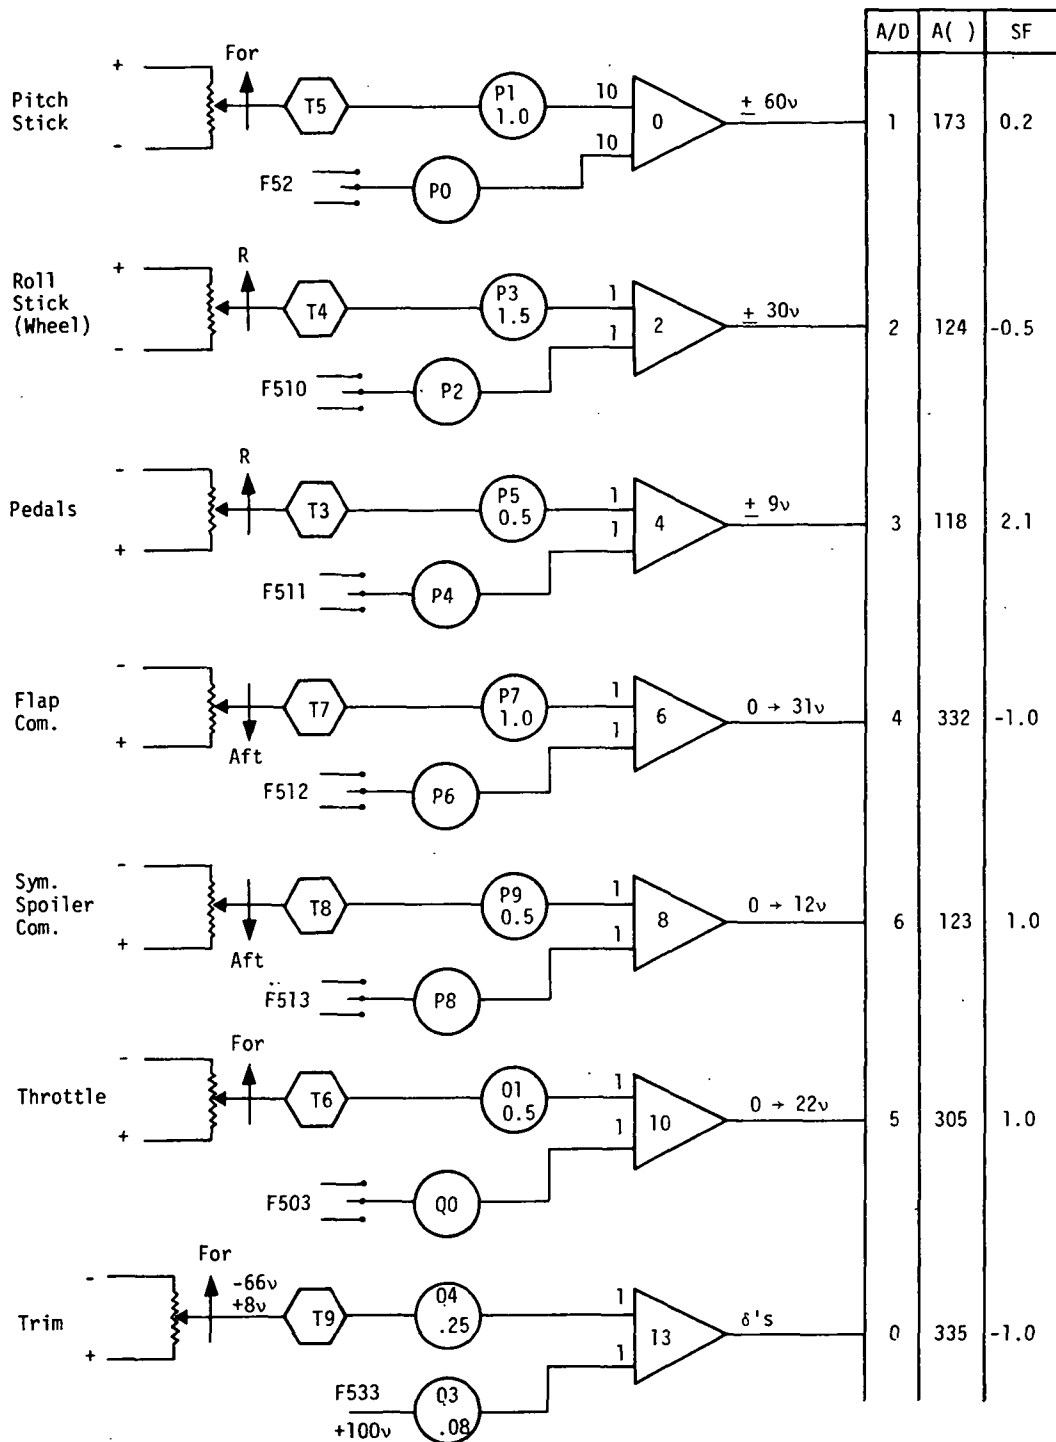 A/D A( ) SF
For
+
Pitch
Stick
-
T5
P1
1.0
10
10
0
± 60v
1 173 0.2
F52
P0
R
+
Roll
Stick
(Wheel)
-
T4
P3
1.5
1
1
2
± 30v
2 124 -0.5
F510
P2
R
-
Pedals
+
T3
P5
0.5
1
1
4
± 9v
3 118 2.1
F511
P4
-
Flap
Com.
+
Aft
T7
P7
1.0
1
1
6
0 → 31v
4 332 -1.0
F512
P6
-
Sym.
Spoiler
Com.
+
Aft
T8
P9
0.5
1
1
8
0 → 12v
6 123 1.0
F513
P8
For
-
Throttle
+
T6
01
0.5
1
1
10
0 → 22v
5 305 1.0
F503
Q0
For
-
Trim
+
-66v
+8v
T9
04
.25
1
1
13
δ's
0 335 -1.0
F533
+100v
Q3
.08